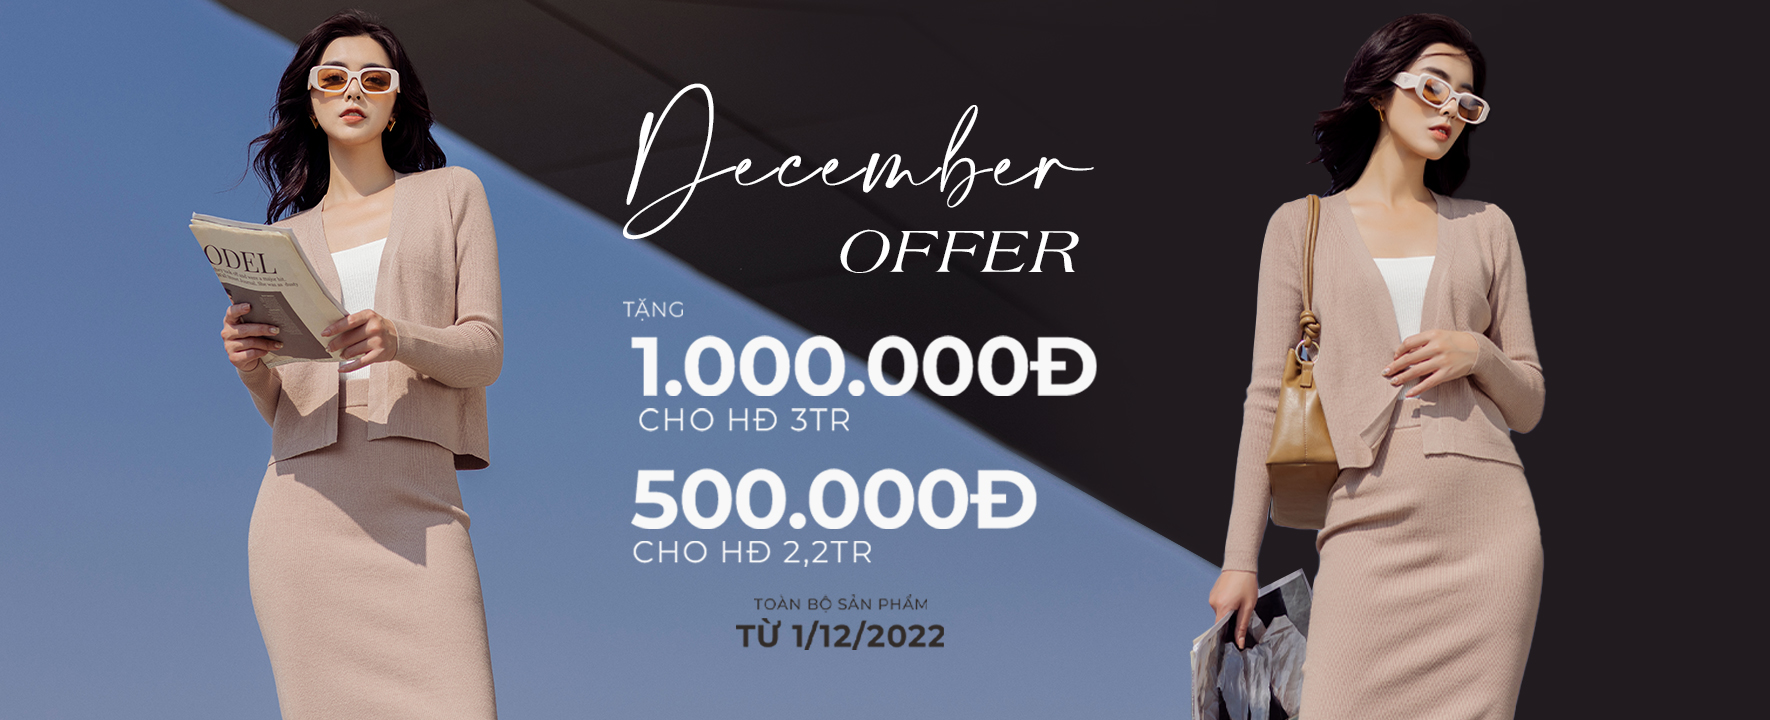 December
OFFER
TẶNG
1.000.000Đ
CHO HĐ 3TR
500.000Đ
CHO HĐ 2,2TR
TOÀN BỘ SẢN PHẨM
TỪ 1/12/2022
ODEL